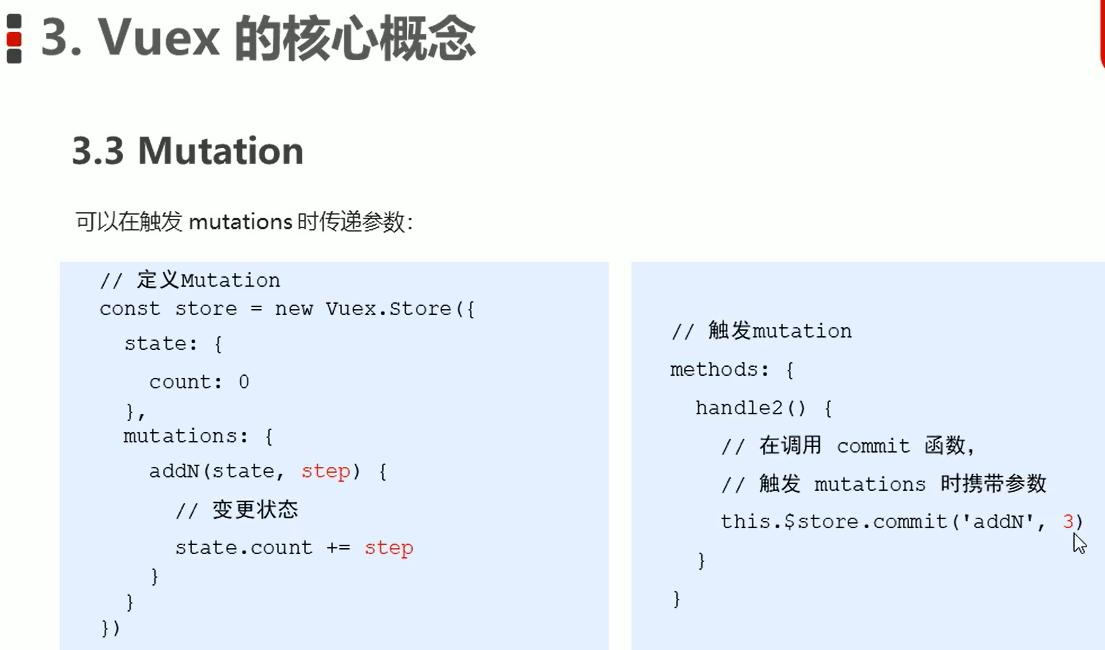 3. Vuex 的核心概念
3.3 Mutation
可以在触发 mutations 时传递参数：
// 定义Mutation
const store = new Vuex.Store({
state: {
count: 0
},
mutations: {
addN(state, step) {
// 变更状态
state.count += step
}
}
})
// 触发mutation
methods: {
handle2() {
// 在调用 commit 函数，
// 触发 mutations 时携带参数
this.$store.commit('addN', 3)
}
}